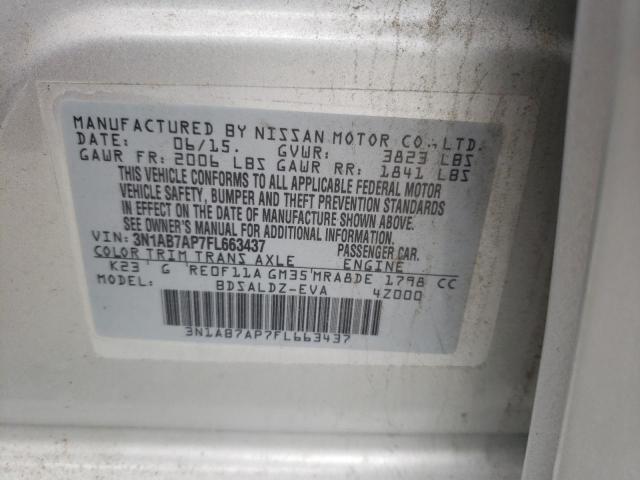 MANUFACTURED BY NISSAN MOTOR CO., LTD.
DATE: 06/15. GVWR: 3823 LBS
GAWR FR: 2006 LBS GAWR RR: 1841 LBS
THIS VEHICLE CONFORMS TO ALL APPLICABLE FEDERAL MOTOR
VEHICLE SAFETY, BUMPER AND THEFT PREVENTION STANDARDS
IN EFFECT ON THE DATE OF MANUFACTURE SHOWN ABOVE.
SEE OWNER'S MANUAL FOR ADDITIONAL INFORMATION.
VIN: 3N1AB7AP7FL663437 PASSENGER CAR.
COLOR TRIM TRANS AXLE ENGINE
K23 G RE0F11A GM35 MRA8DE 1798 CC
MODEL: BDSALDZ-EVA 4Z000
3N1AB7AP7FL663437